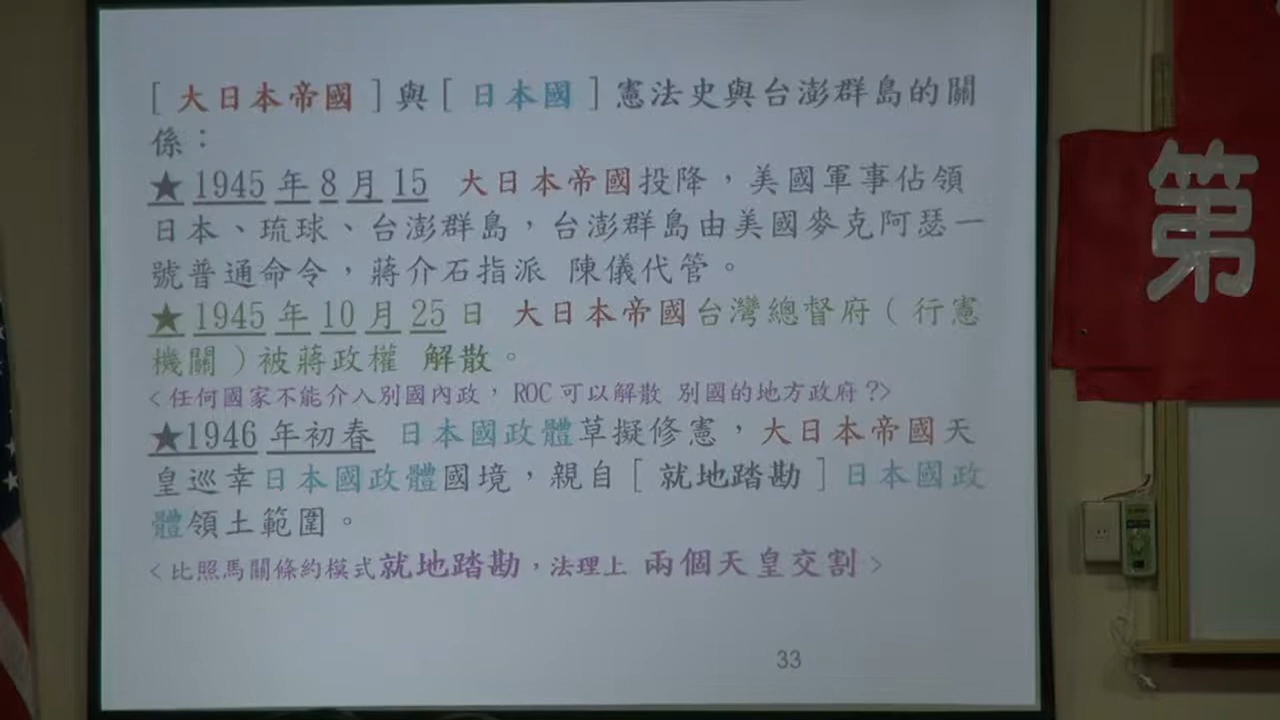 [ 大日本帝國 ] 與 [ 日本國 ] 憲法史與台澎群島的關
係：
★ 1945 年 8 月 15 大日本帝國投降，美國軍事佔領
日本、琉球、台澎群島，台澎群島由美國麥克阿瑟一
號普通命令，蔣介石指派 陳儀代管。
★ 1945 年 10 月 25 日 大日本帝國台灣總督府（行憲
機關）被蔣政權 解散。
<任何國家不能介入別國內政，ROC 可以解散 別國的地方政府?>
★1946 年初春 日本國政體草擬修憲，大日本帝國天
皇巡幸日本國政體國境，親自 [ 就地踏勘 ] 日本國政
體領土範圍。
<比照馬關條約模式就地踏勘，法理上 兩個天皇交割>
33
第